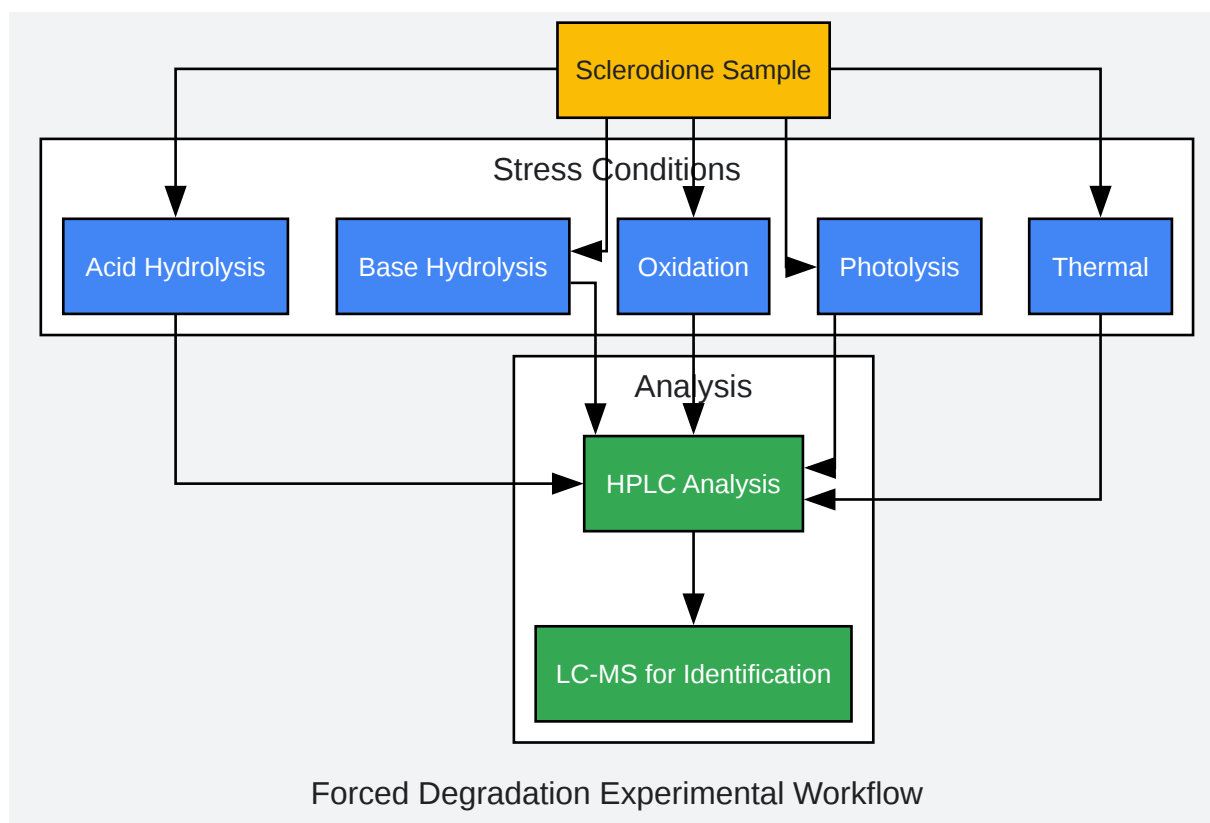 Sclerodione Sample
Stress Conditions
Acid Hydrolysis
Base Hydrolysis
Oxidation
Photolysis
Thermal
Analysis
HPLC Analysis
LC-MS for Identification
Forced Degradation Experimental Workflow